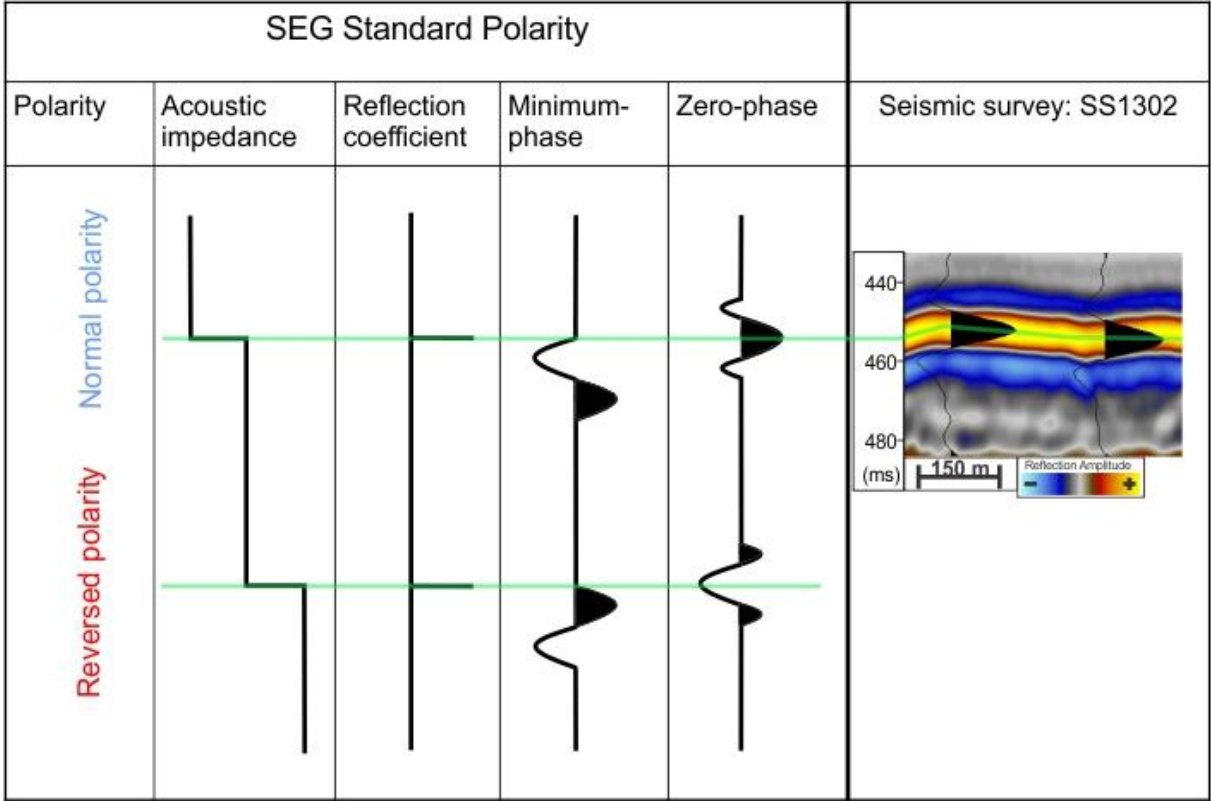 SEG Standard Polarity
Polarity
Acoustic
impedance
Reflection
coefficient
Minimum-
phase
Zero-phase
Seismic survey: SS1302
Normal polarity
Reversed polarity
440
460
480
(ms)
150 m
Reflection Amplitude
- +